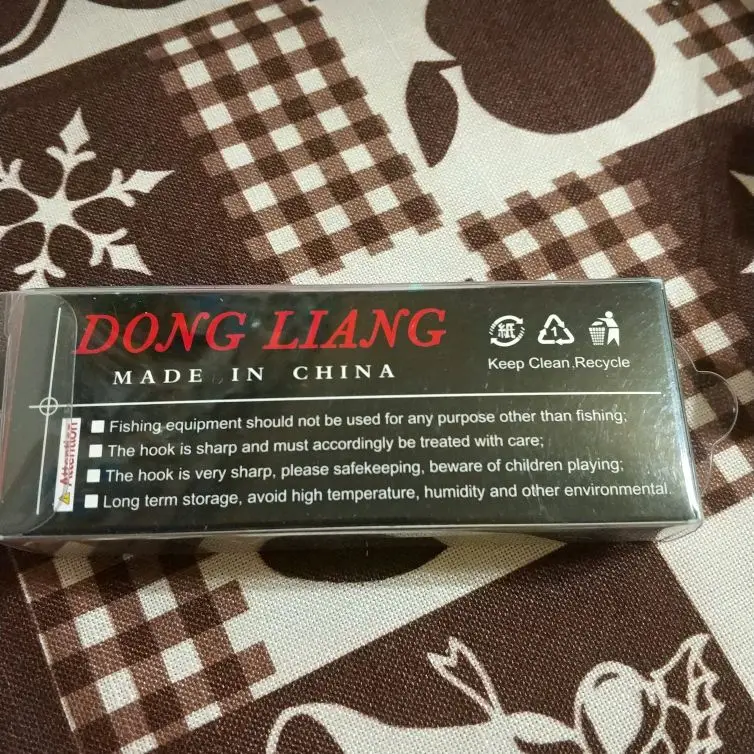 DONG LIANG
MADE IN CHINA
紙
1
Keep Clean,Recycle
Attention
Fishing equipment should not be used for any purpose other than fishing;
The hook is sharp and must accordingly be treated with care;
The hook is very sharp, please safekeeping, beware of children playing;
Long term storage, avoid high temperature, humidity and other environmental.